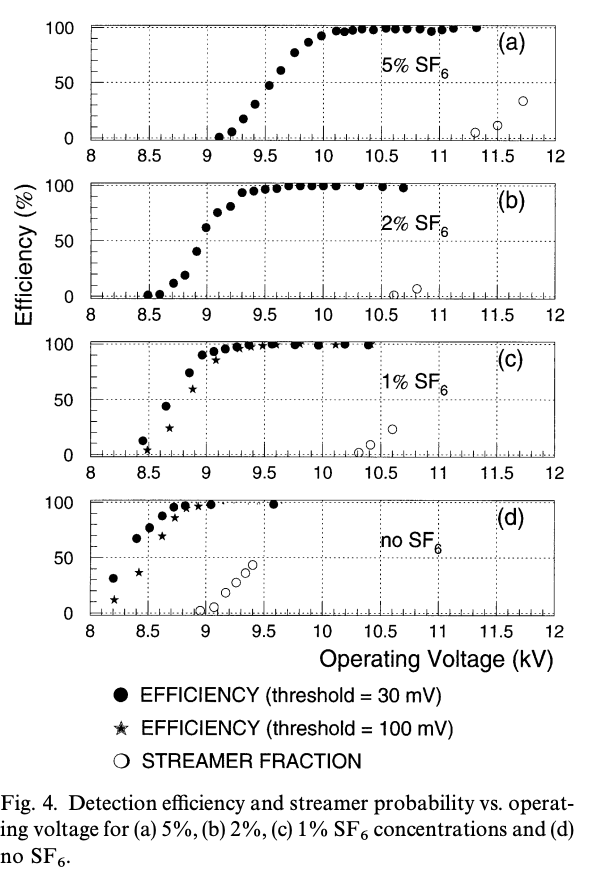 Efficiency (%)
100
50
0
(a)
5% SF6
8 8.5 9 9.5 10 10.5 11 11.5 12
100
50
0
(b)
2% SF6
8 8.5 9 9.5 10 10.5 11 11.5 12
100
50
0
(c)
1% SF6
8 8.5 9 9.5 10 10.5 11 11.5 12
100
50
0
(d)
no SF6
8 8.5 9 9.5 10 10.5 11 11.5 12
Operating Voltage (kV)
EFFICIENCY (threshold = 30 mV)
EFFICIENCY (threshold = 100 mV)
STREAMER FRACTION
Fig. 4. Detection efficiency and streamer probability vs. operat-
ing voltage for (a) 5%, (b) 2%, (c) 1% SF6 concentrations and (d)
no SF6.